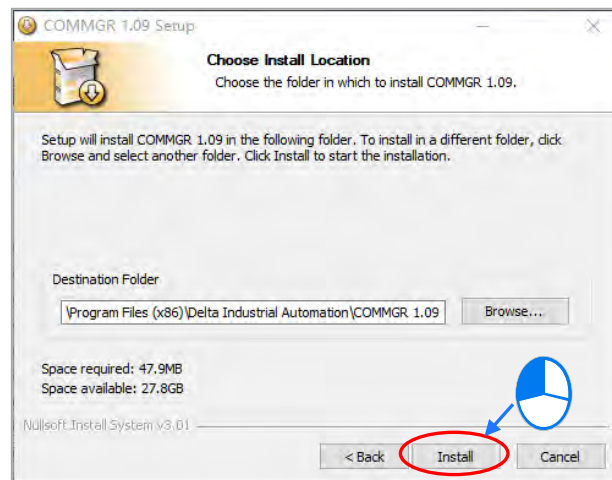 COMMGR 1.09 Setup
Choose Install Location
Choose the folder in which to install COMMGR 1.09.
Setup will install COMMGR 1.09 in the following folder. To install in a different folder, click
Browse and select another folder. Click Install to start the installation.
Destination Folder
\Program Files (x86)\Delta Industrial Automation\COMMGR 1.09
Browse...
Space required: 47.9MB
Space available: 27.8GB
Nullsoft Install System v3.01
< Back
Install
Cancel